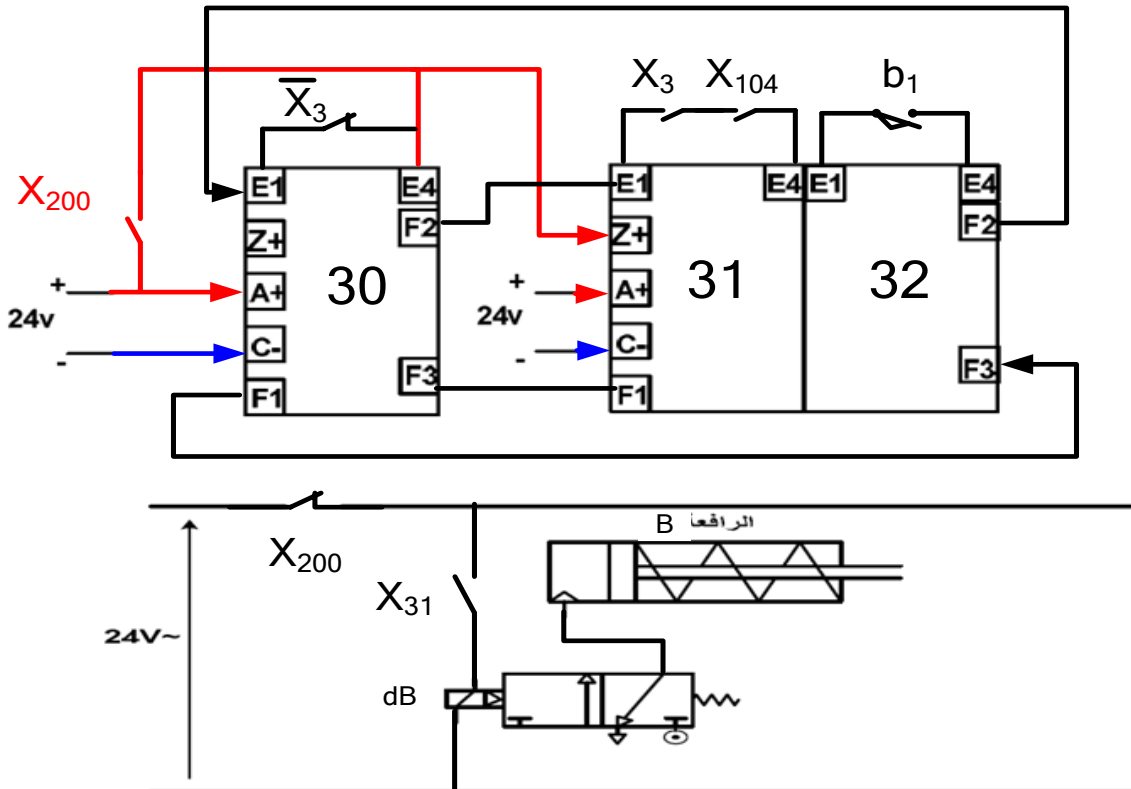 X̅3
X3 X104 b1
X200
E1 E4 E1 E4 E1 E4
F2 F2
Z+ Z+
30 31 32
+ A+ + A+
24v 24v
- C- - C-
F3 F3
F1 F1
X200
B الرافعة
X31
24V~
dB